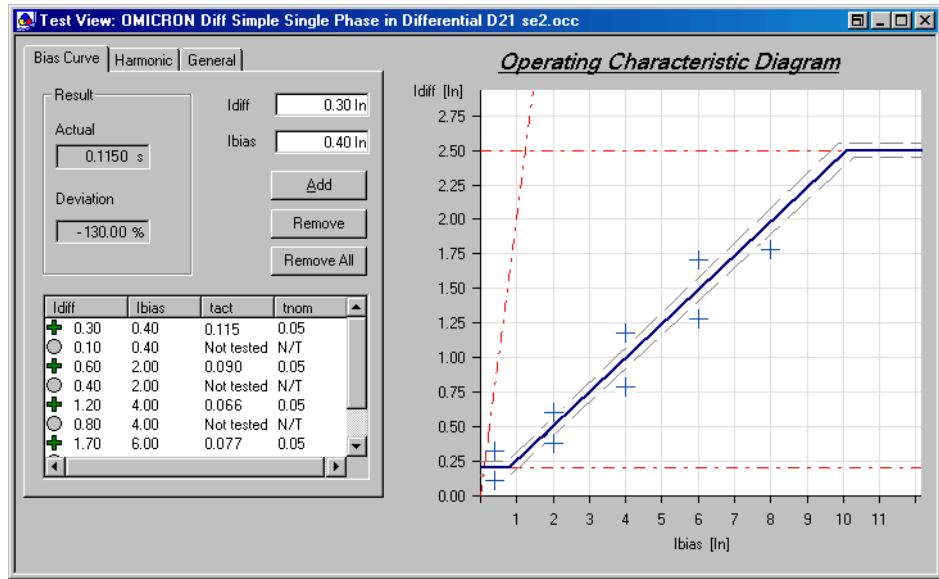 Test View: OMICRON Diff Simple Single Phase in Differential D21 se2.occ
Bias Curve Harmonic General
Result
Actual
0.1150 s
Deviation
-130.00 %
Idiff 0.30 In
Ibias 0.40 In
Add
Remove
Remove All
Idiff Ibias tact tnom
0.30 0.40 0.115 0.05
0.10 0.40 Not tested N/T
0.60 2.00 0.090 0.05
0.40 2.00 Not tested N/T
1.20 4.00 0.066 0.05
0.80 4.00 Not tested N/T
1.70 6.00 0.077 0.05
Operating Characteristic Diagram
Idiff [In]
2.75
2.50
2.25
2.00
1.75
1.50
1.25
1.00
0.75
0.50
0.25
0.00
1 2 3 4 5 6 7 8 9 10 11
Ibias [In]